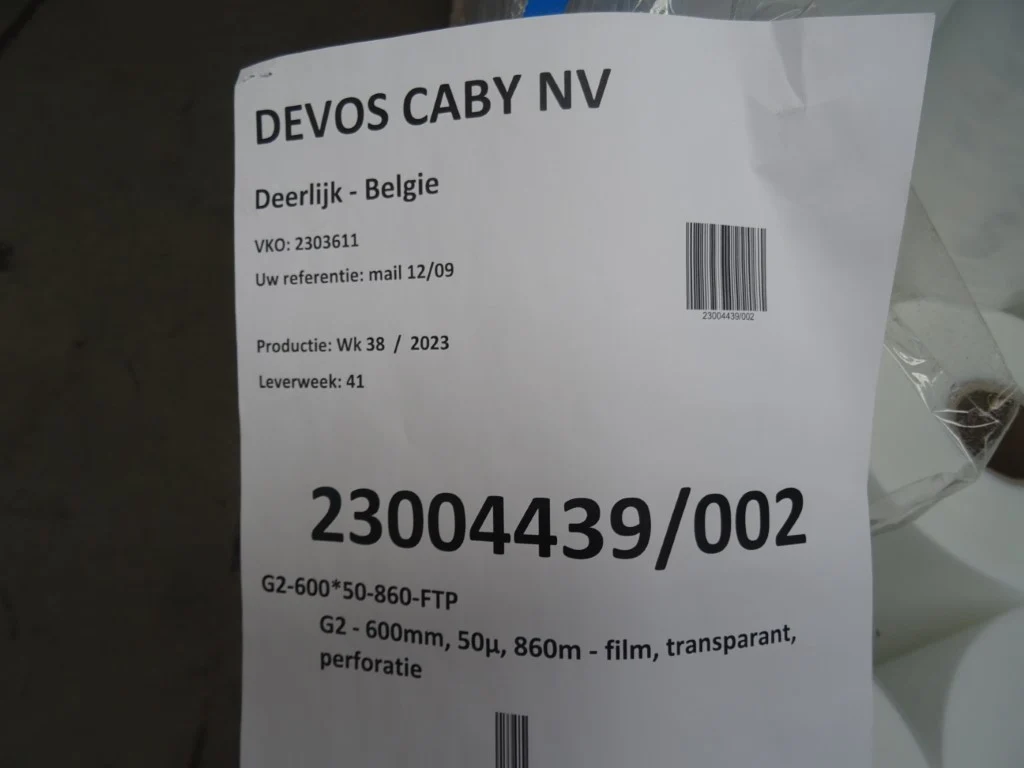 DEVOS CABY NV
Deerlijk - Belgie
VKO: 2303611
Uw referentie: mail 12/09
23004439/002
Productie: Wk 38 / 2023
Leverweek: 41
23004439/002
G2-600*50-860-FTP
G2 - 600mm, 50µ, 860m - film, transparant,
perforatie